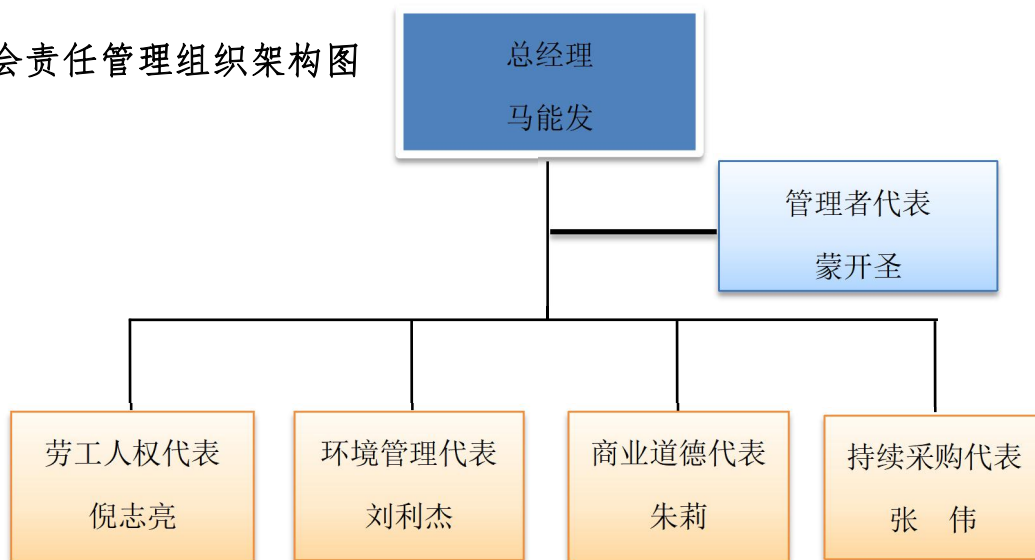 会责任管理组织架构图
总经理
马能发
管理者代表
蒙开圣
劳工人权代表
倪志亮
环境管理代表
刘利杰
商业道德代表
朱莉
持续采购代表
张　伟